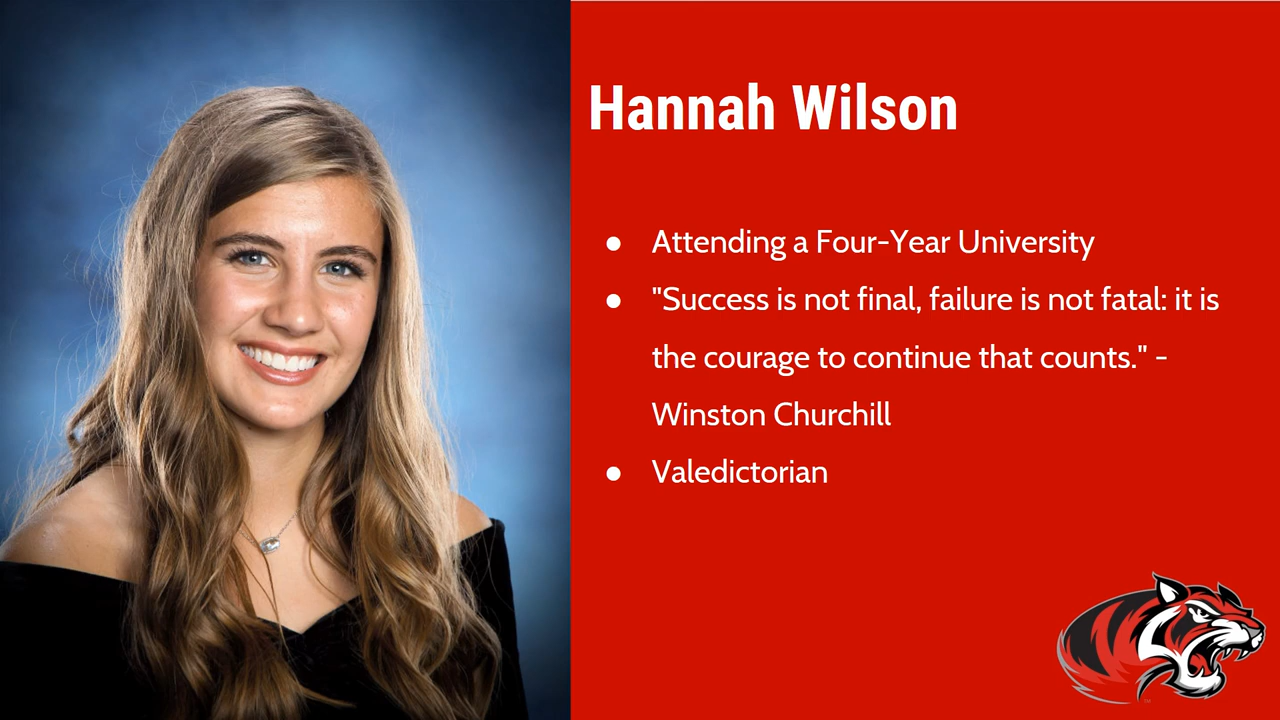 Hannah Wilson
● Attending a Four-Year University
● "Success is not final, failure is not fatal: it is
the courage to continue that counts." -
Winston Churchill
● Valedictorian